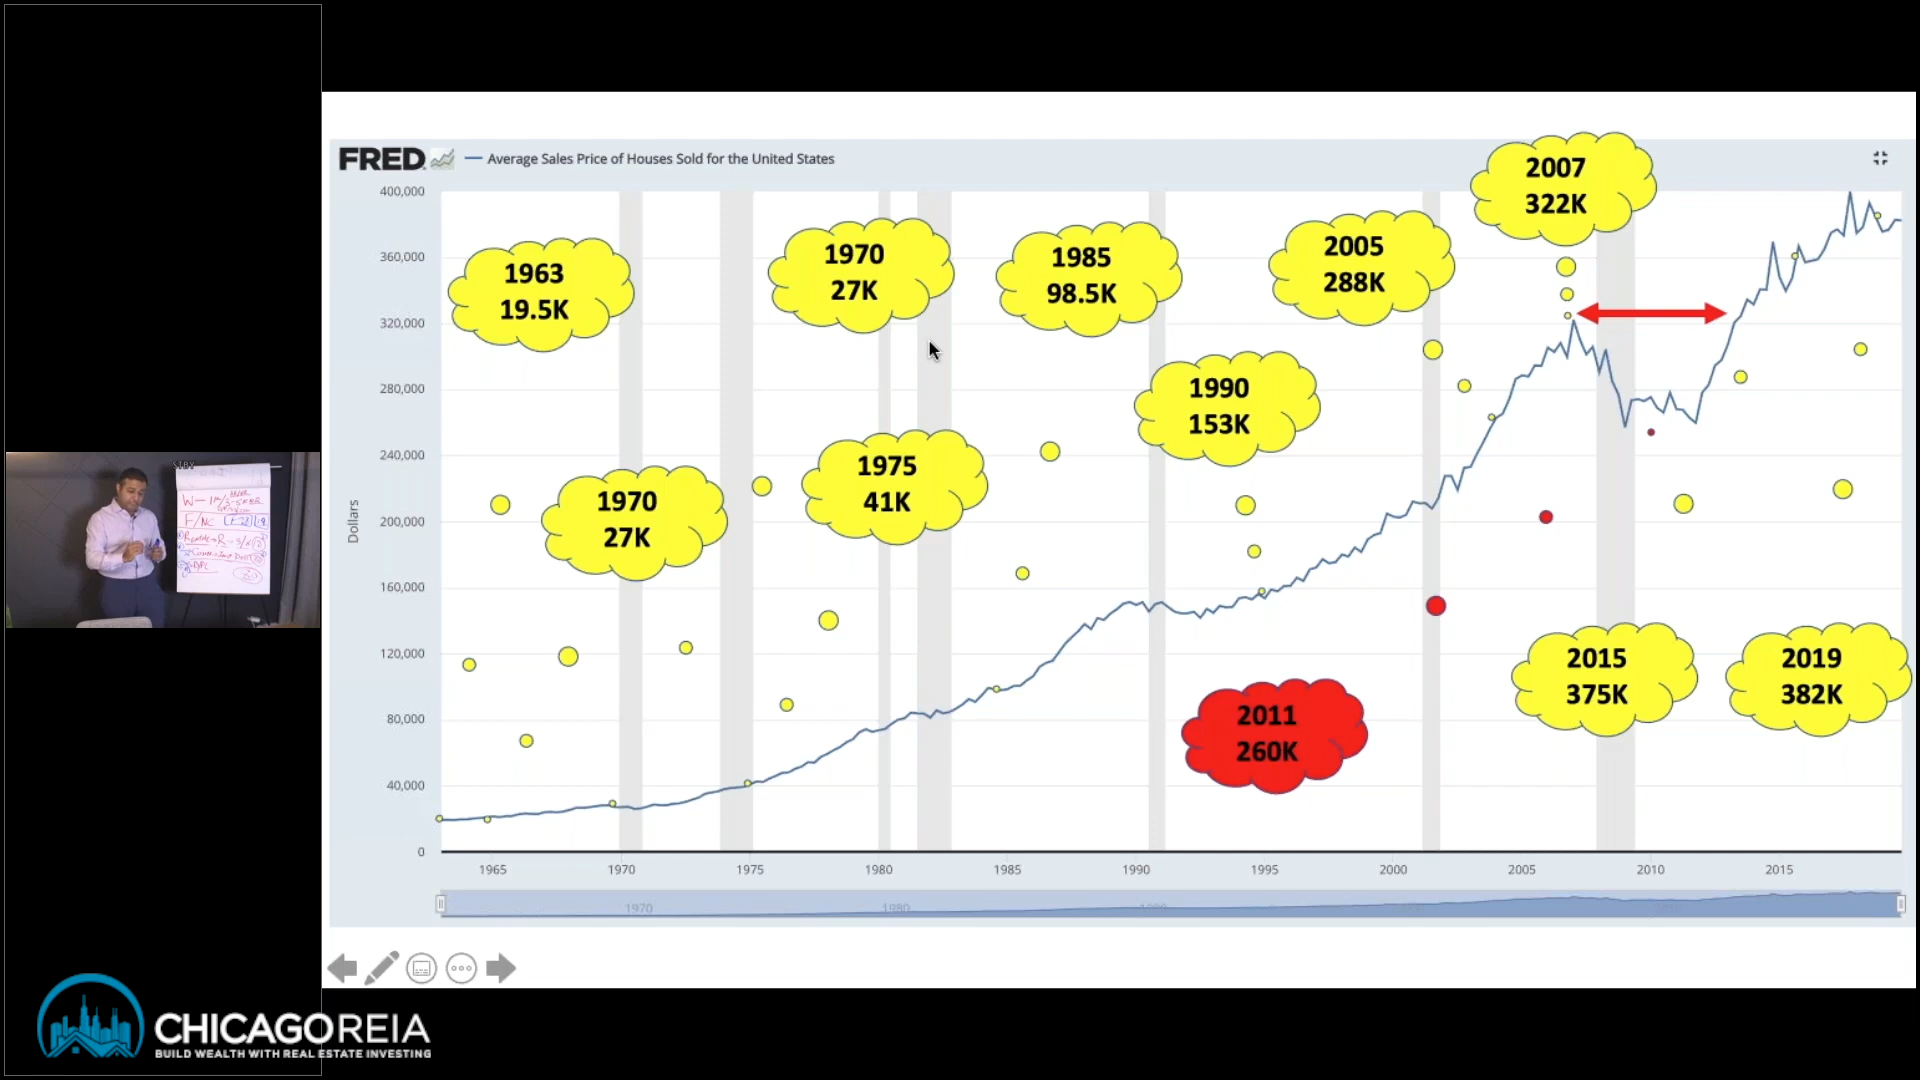 FRED
Average Sales Price of Houses Sold for the United States
400,000
360,000
320,000
280,000
240,000
200,000
160,000
120,000
80,000
40,000
0
Dollars
1963
19.5K
1970
27K
1970
27K
1975
41K
1985
98.5K
1990
153K
2005
288K
2007
322K
2011
260K
2015
375K
2019
382K
1965
1970
1975
1980
1985
1990
1995
2000
2005
2010
2015
1970
1980
CHICAGOREIA
BUILD WEALTH WITH REAL ESTATE INVESTING